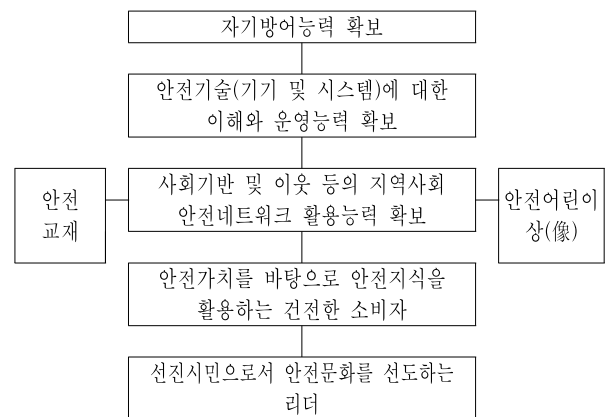 자기방어능력 확보
안전기술(기기 및 시스템)에 대한
이해와 운영능력 확보
안전
교재
사회기반 및 이웃 등의 지역사회
안전네트워크 활용능력 확보
안전어린이
상(像)
안전가치를 바탕으로 안전지식을
활용하는 건전한 소비자
선진시민으로서 안전문화를 선도하는
리더